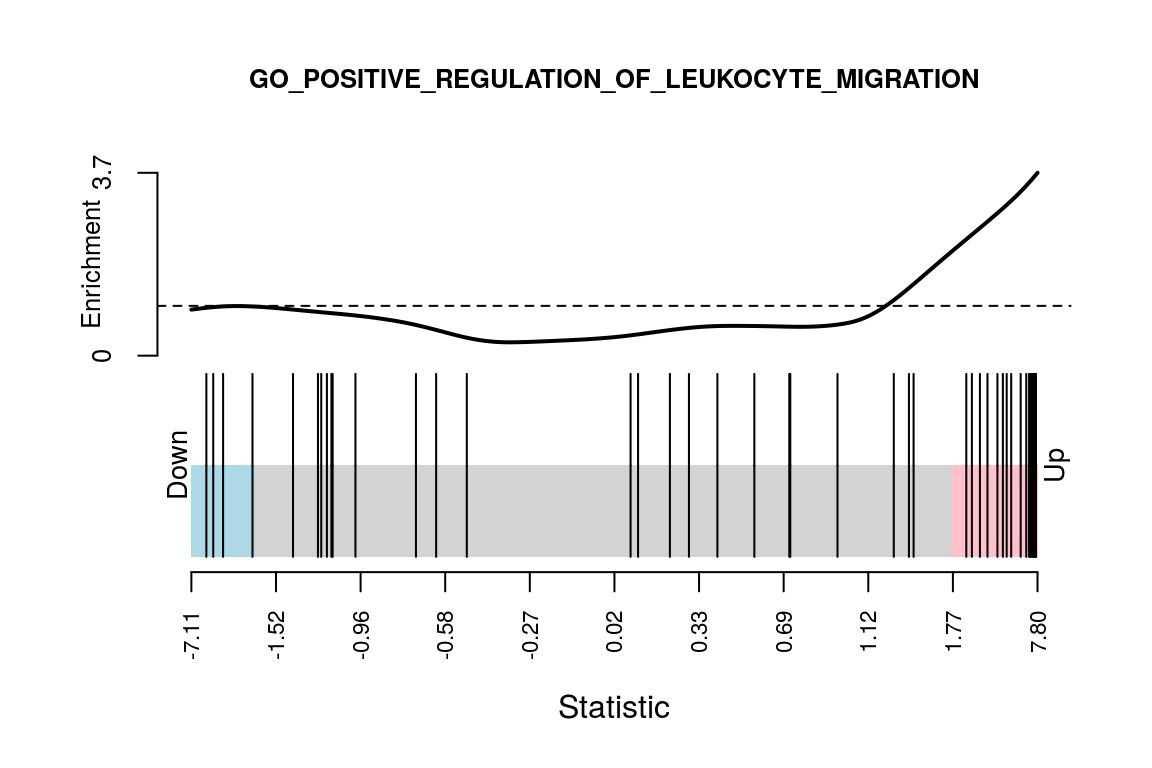 GO_POSITIVE_REGULATION_OF_LEUKOCYTE_MIGRATION
3.7
Enrichment
0
Down
Up
-7.11
-1.52
-0.96
-0.58
-0.27
0.02
0.33
0.69
1.12
1.77
7.80
Statistic